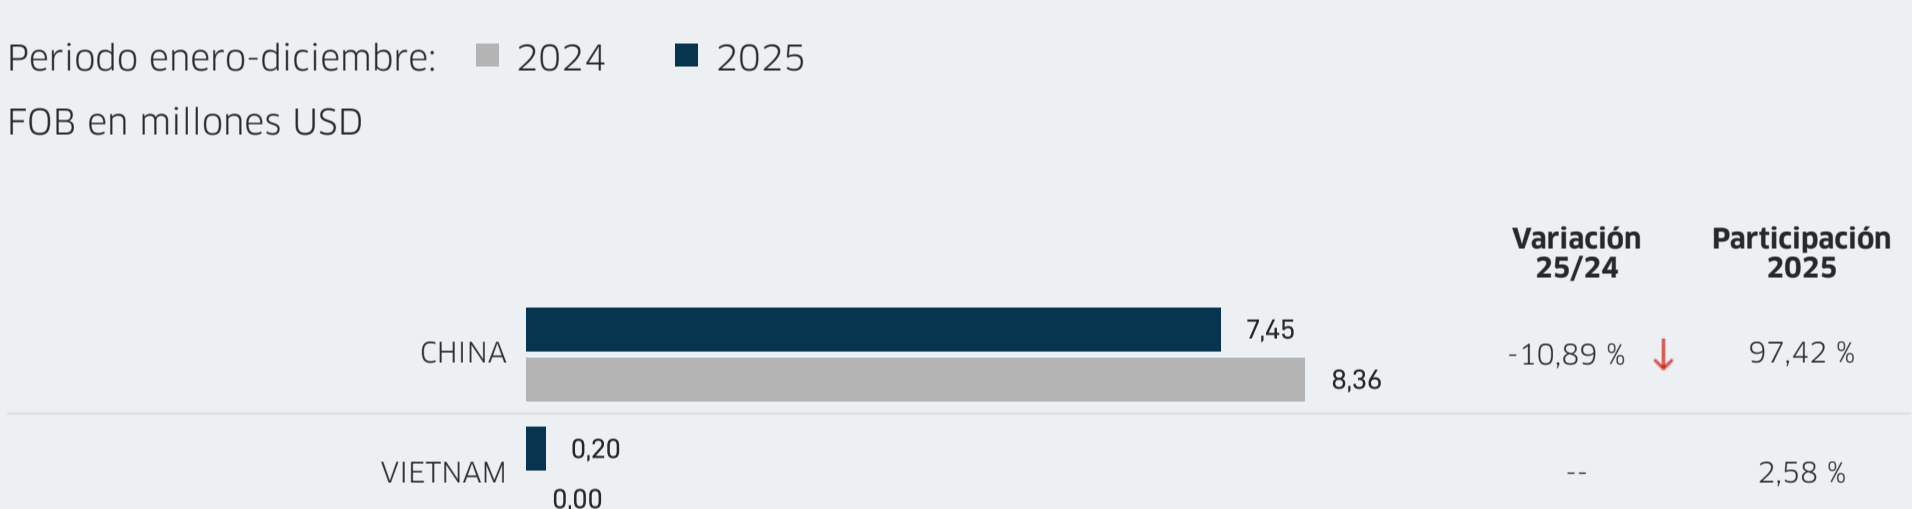 Periodo enero-diciembre: 2024 2025
FOB en millones USD
Variación 25/24
Participación 2025
CHINA
7,45
8,36
-10,89 %
97,42 %
VIETNAM
0,20
0,00
--
2,58 %